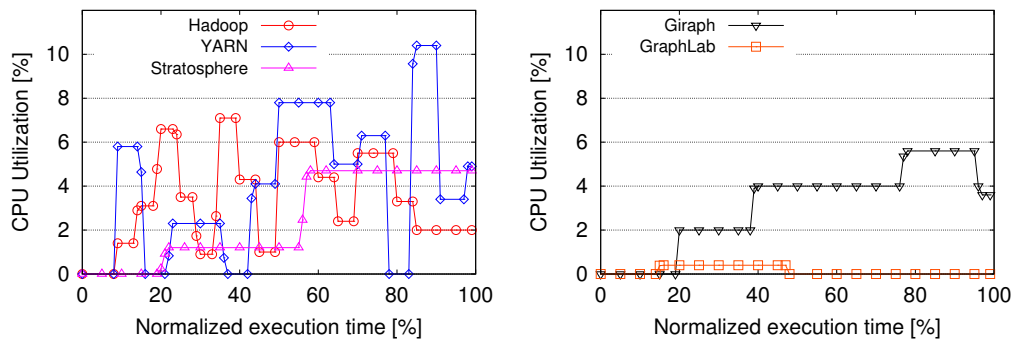 Hadoop
YARN
Stratosphere
CPU Utilization [%]
10
8
6
4
2
0
0 20 40 60 80 100
Normalized execution time [%]
Giraph
GraphLab
CPU Utilization [%]
10
8
6
4
2
0
0 20 40 60 80 100
Normalized execution time [%]